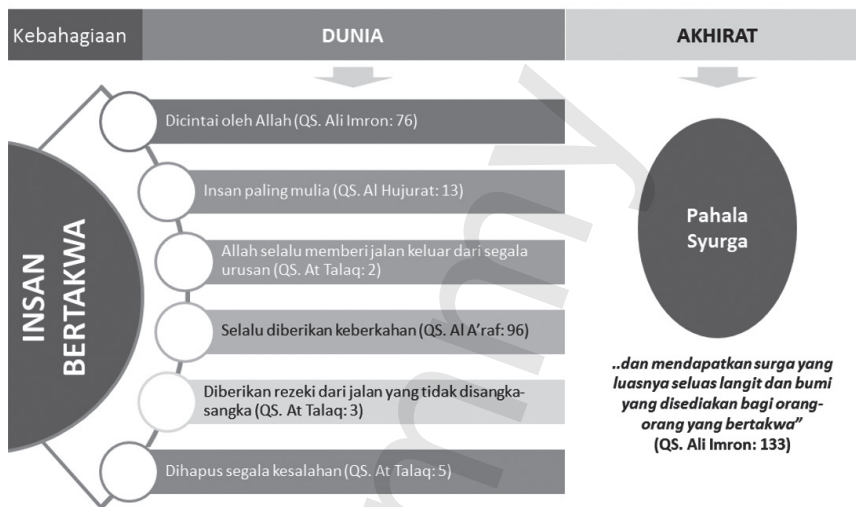 Kebahagiaan
DUNIA
AKHIRAT
INSAN
BERTAKWA
Dicintai oleh Allah (QS. Ali Imron: 76)
Insan paling mulia (QS. Al Hujurat: 13)
Allah selalu memberi jalan keluar dari segala
urusan (QS. At Talaq: 2)
Selalu diberikan keberkahan (QS. Al A'raf: 96)
Diberikan rezeki dari jalan yang tidak disangka-
sangka (QS. At Talaq: 3)
Dihapus segala kesalahan (QS. At Talaq: 5)
Pahala
Syurga
..dan mendapatkan surga yang
luasnya seluas langit dan bumi
yang disediakan bagi orang-
orang yang bertakwa”
(QS. Ali Imron: 133)